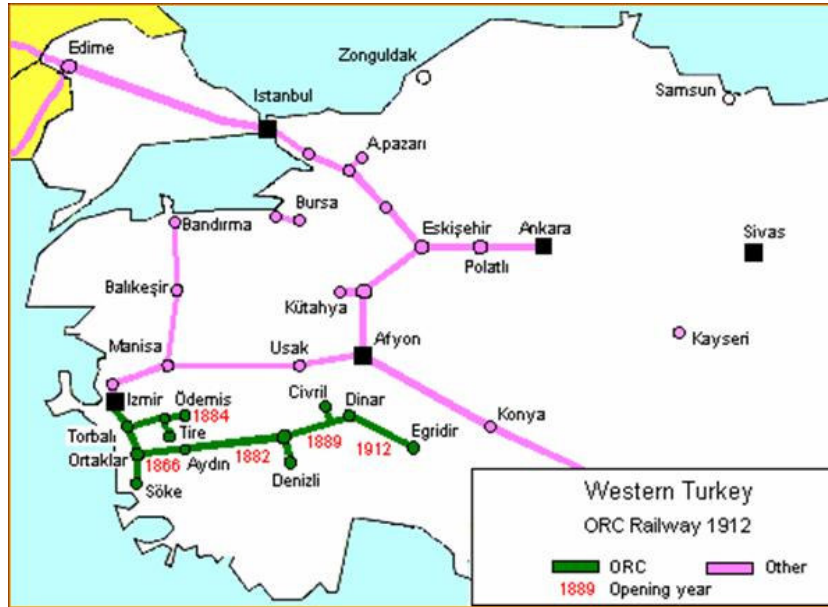 Edime
Zonguldak
Istanbul
Samsun
A.pazarı
Bursa
Bandırma
Eskişehir
Ankara
Sivas
Polatlı
Balıkeşir
Kütahya
Kayseri
Manisa
Usak
Afyon
Izmir
Ödemis
Civril
Dinar
Konya
1884
Torbalı
Tire
Egridir
1889
1912
Ortaklar
1866
Aydın
1882
Denizli
Söke
Western Turkey
ORC Railway 1912
ORC
Other
1889 Opening year